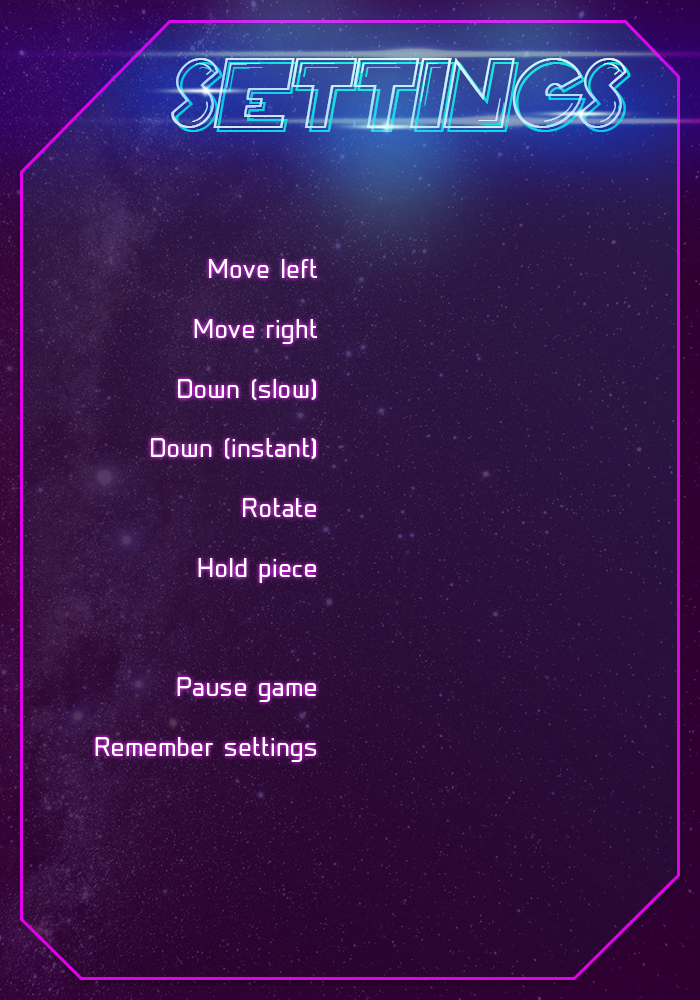 SETTINGS
Move left
Move right
Down (slow)
Down (instant)
Rotate
Hold piece
Pause game
Remember settings